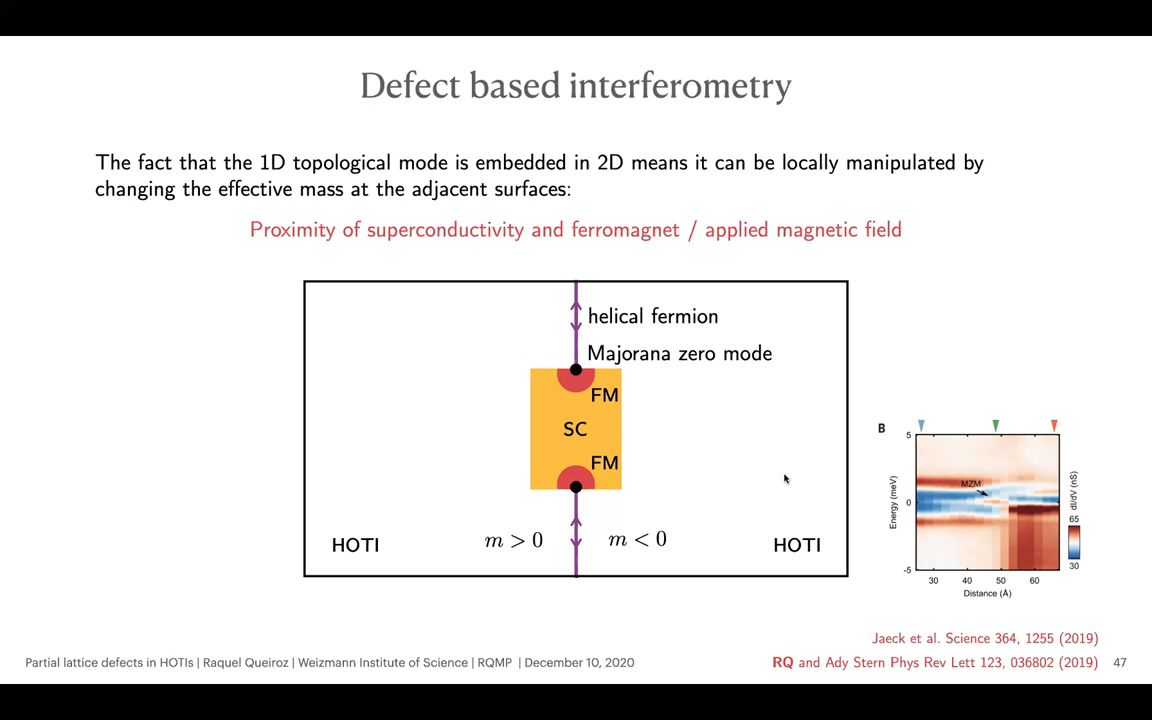 Defect based interferometry
The fact that the 1D topological mode is embedded in 2D means it can be locally manipulated by
changing the effective mass at the adjacent surfaces:
Proximity of superconductivity and ferromagnet / applied magnetic field
helical fermion
Majorana zero mode
FM
SC
FM
HOTI
m > 0
m < 0
HOTI
B
5
0
-5
Energy (meV)
MZM
30 40 50 60
Distance (Å)
dI/dV (nS)
65
30
Jaeck et al. Science 364, 1255 (2019)
RQ and Ady Stern Phys Rev Lett 123, 036802 (2019)
Partial lattice defects in HOTIs | Raquel Queiroz | Weizmann Institute of Science | RQMP | December 10, 2020
47